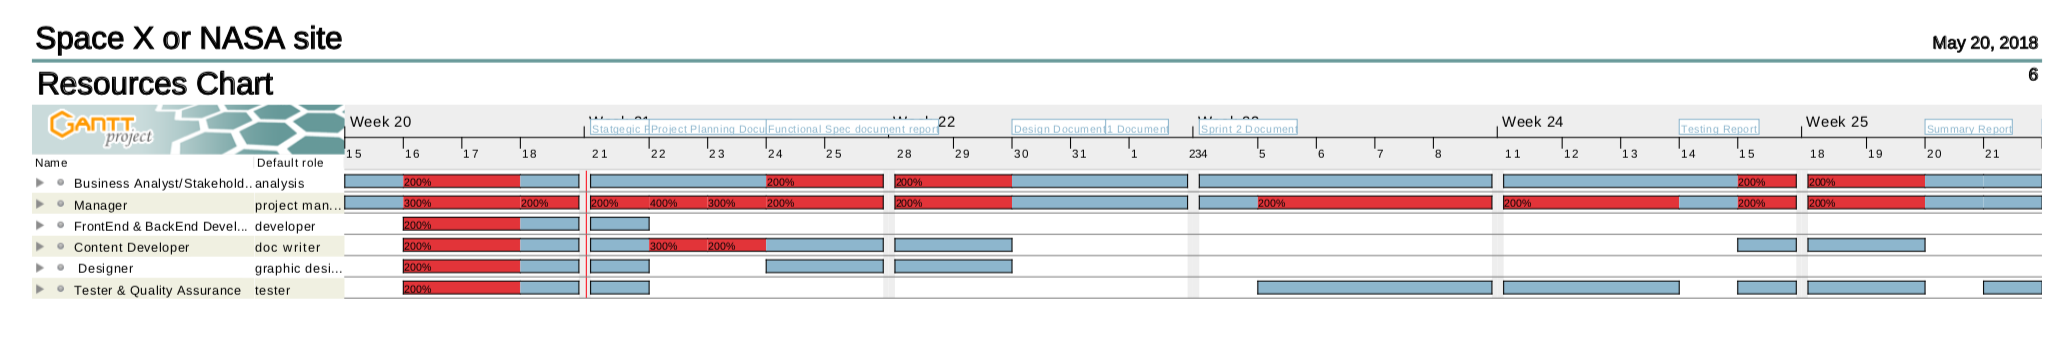 Space X or NASA site
May 20, 2018
Resources Chart
6
GANTT project
Week 20 22 Week 24 Week 25
Statgegic Project Planning Docu Functional Spec document report Design Document 1 Document Sprint 2 Document Testing Report Summary Report
15 16 17 18 21 22 23 24 25 28 29 30 31 1 234 5 6 7 8 11 12 13 14 15 18 19 20 21
Name Default role
Business Analyst/Stakehold.. analysis 200% 200% 200% 200% 200%
Manager project man... 300% 200% 200% 400% 300% 200% 200% 200% 200% 200% 200%
FrontEnd & BackEnd Devel... developer 200%
Content Developer doc writer 200% 300% 200%
Designer graphic desi... 200%
Tester & Quality Assurance tester 200%